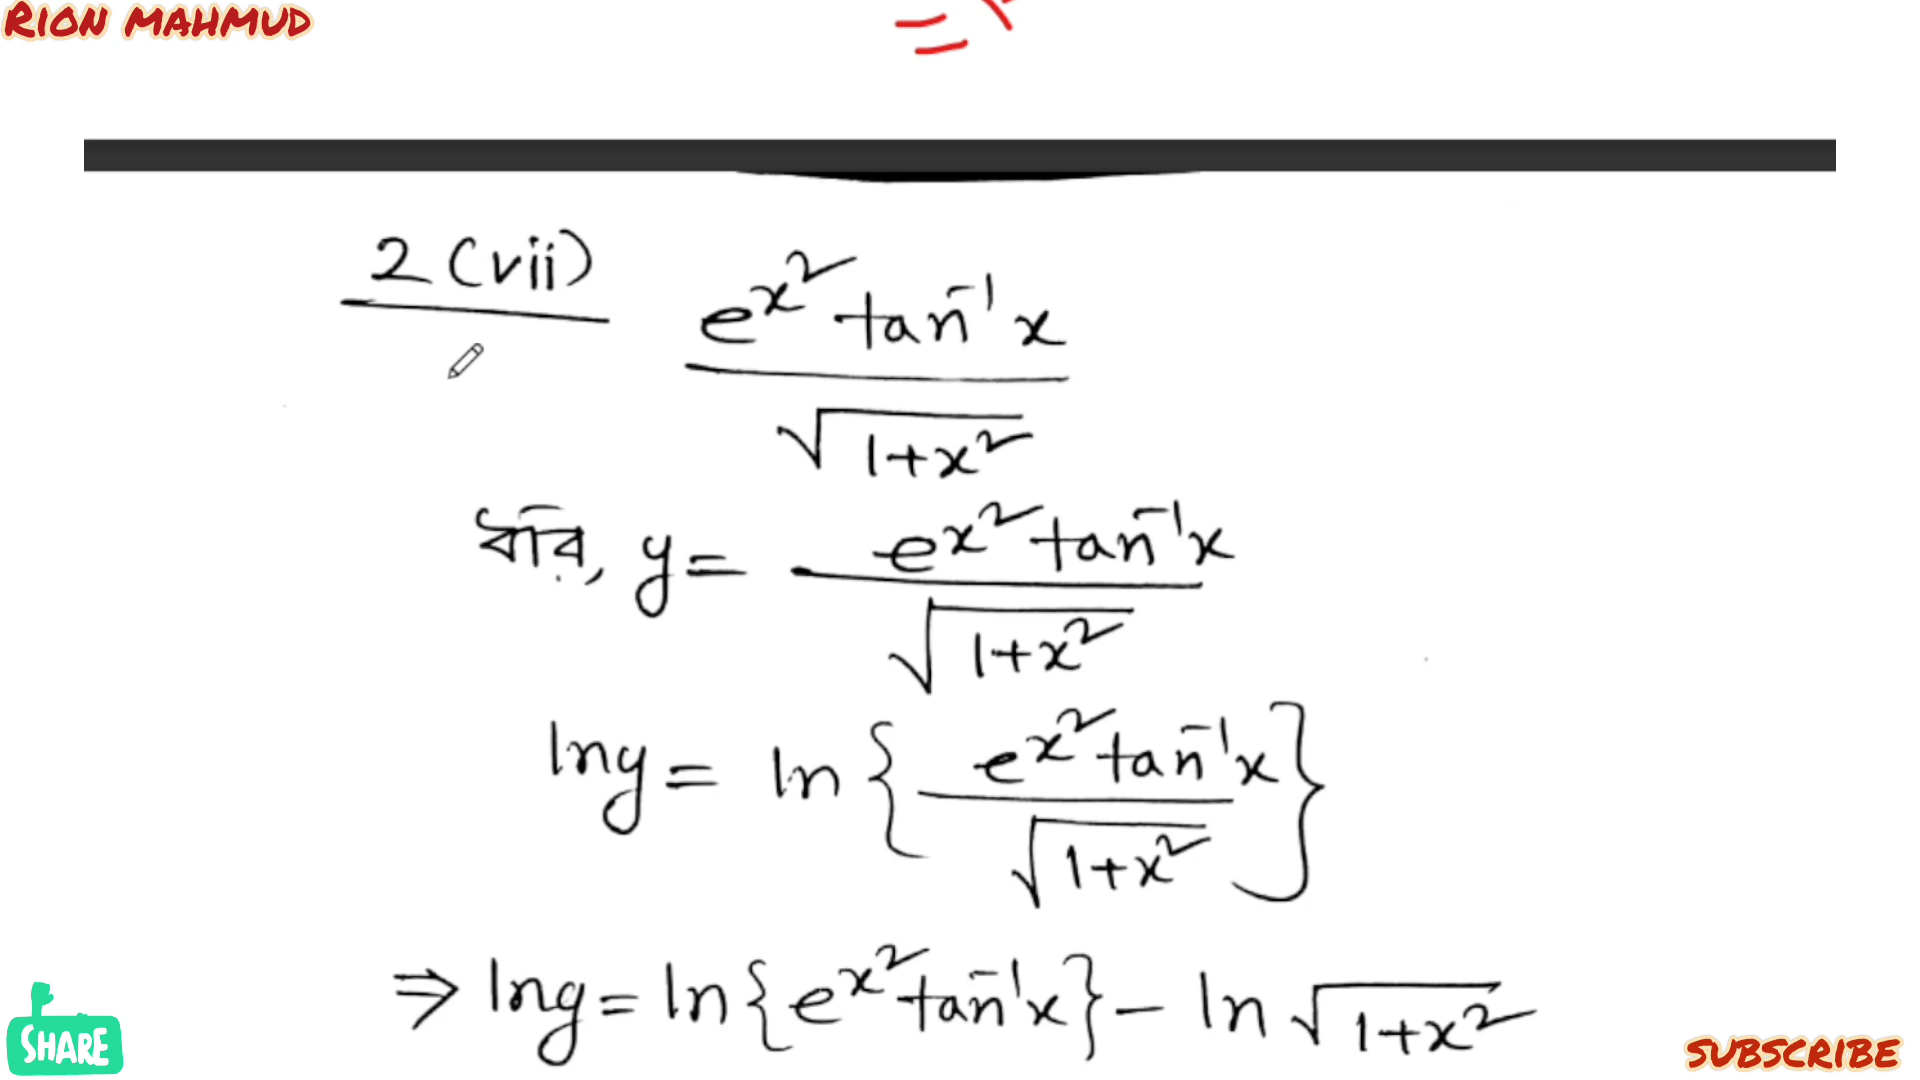 RION MAHMUD
=
2 (vii) e^{x^2} tan^{-1} x / √(1+x^2)
ধরি, y = e^{x^2} tan^{-1} x / √(1+x^2)
ln y = ln { e^{x^2} tan^{-1} x / √(1+x^2) }
⇒ ln y = ln { e^{x^2} tan^{-1} x } - ln √(1+x^2)
SHARE
SUBSCRIBE